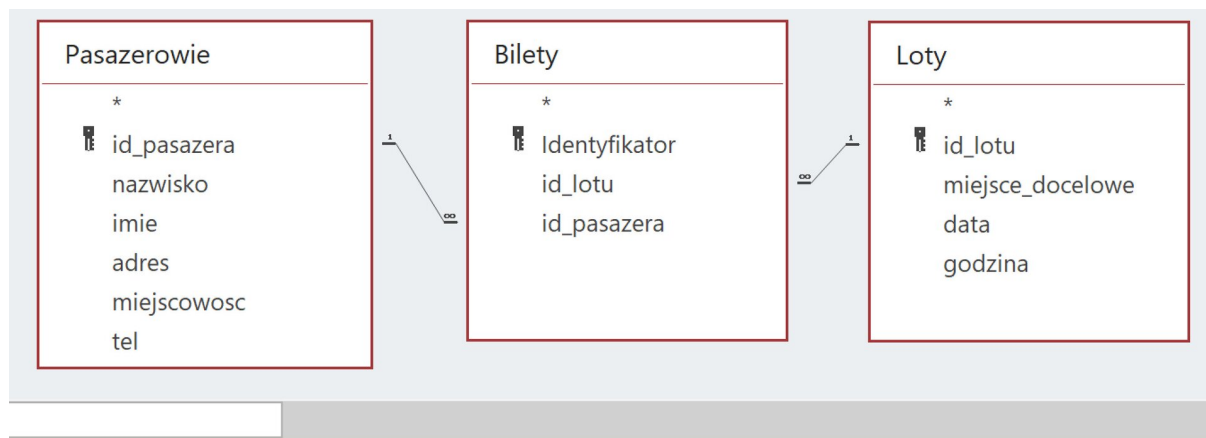 Pasazerowie
*
id_pasazera
nazwisko
imie
adres
miejscowosc
tel
1
∞
Bilety
*
Identyfikator
id_lotu
id_pasazera
∞
1
Loty
*
id_lotu
miejsce_docelowe
data
godzina